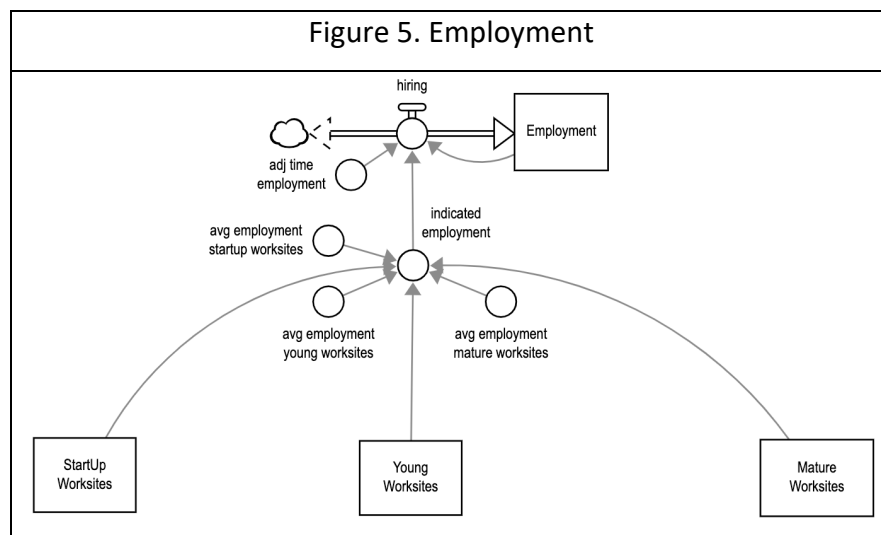 Figure 5. Employment
hiring
Employment
adj time
employment
indicated
employment
avg employment
startup worksites
avg employment
young worksites
avg employment
mature worksites
StartUp
Worksites
Young
Worksites
Mature
Worksites